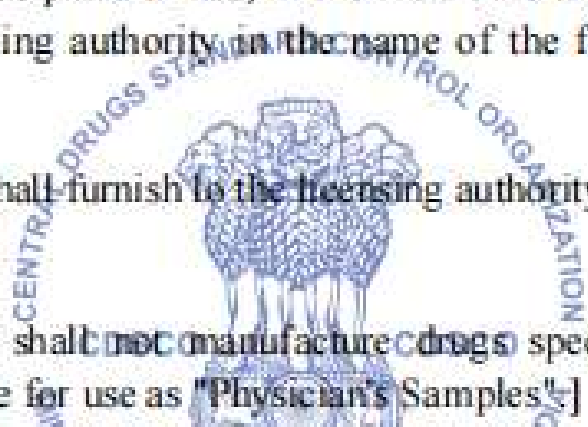 ing authority in the name of the f
CENTRAL DRUGS STANDARD CONTROL ORGANIZATION
hall furnish to the licensing authority
shall not manufacture drugs spec
e for use as "Physician's Samples".]